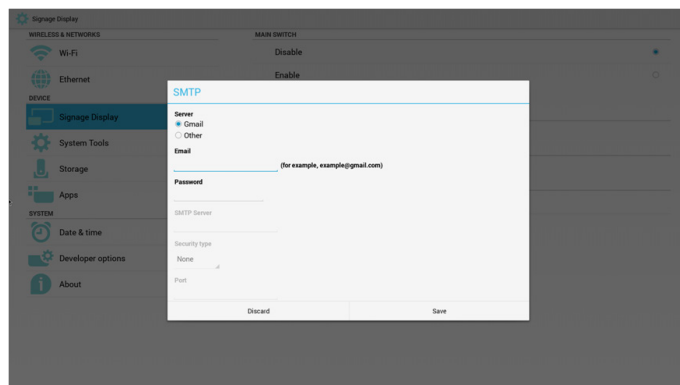 Signage Display
WIRELESS & NETWORKS
MAIN SWITCH
Wi-Fi
Disable
Ethernet
Enable
DEVICE
Signage Display
System Tools
Storage
Apps
SYSTEM
Date & time
Developer options
About
SMTP
Server
Gmail
Other
Email
(for example, example@gmail.com)
Password
SMTP Server
Security type
None
Port
Discard
Save